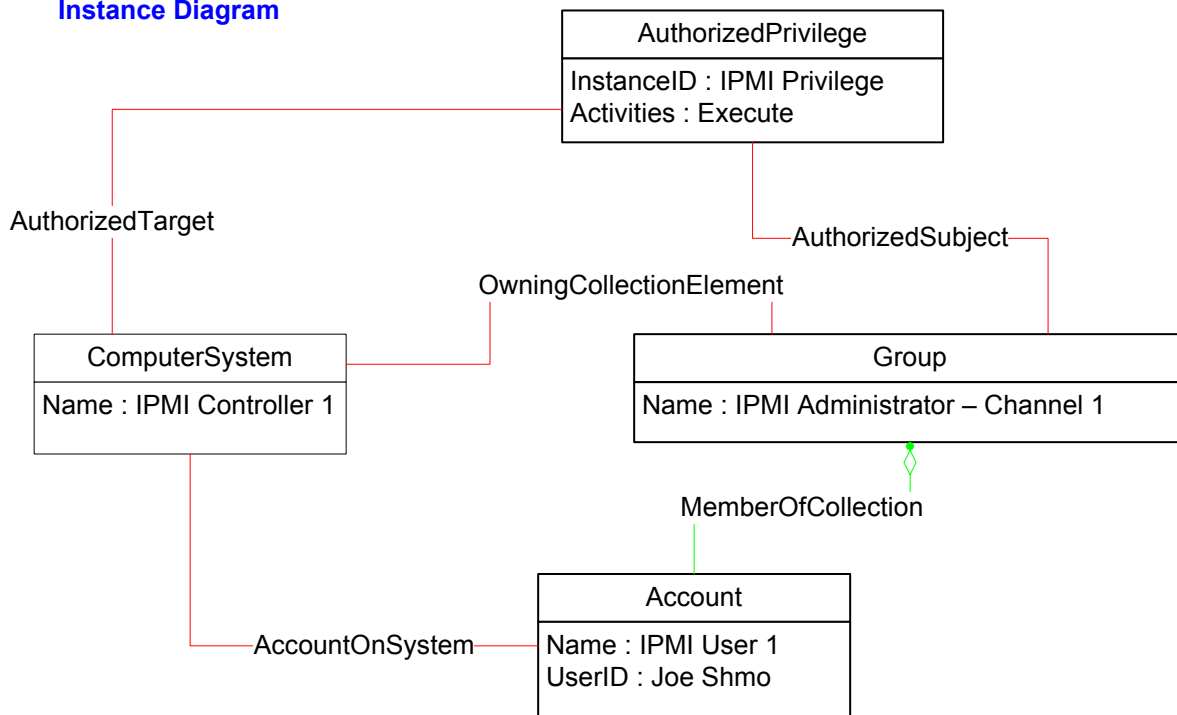 Instance Diagram
AuthorizedPrivilege
InstanceID : IPMI Privilege
Activities : Execute
AuthorizedTarget
AuthorizedSubject
OwningCollectionElement
ComputerSystem
Name : IPMI Controller 1
Group
Name : IPMI Administrator – Channel 1
MemberOfCollection
Account
Name : IPMI User 1
UserID : Joe Shmo
AccountOnSystem